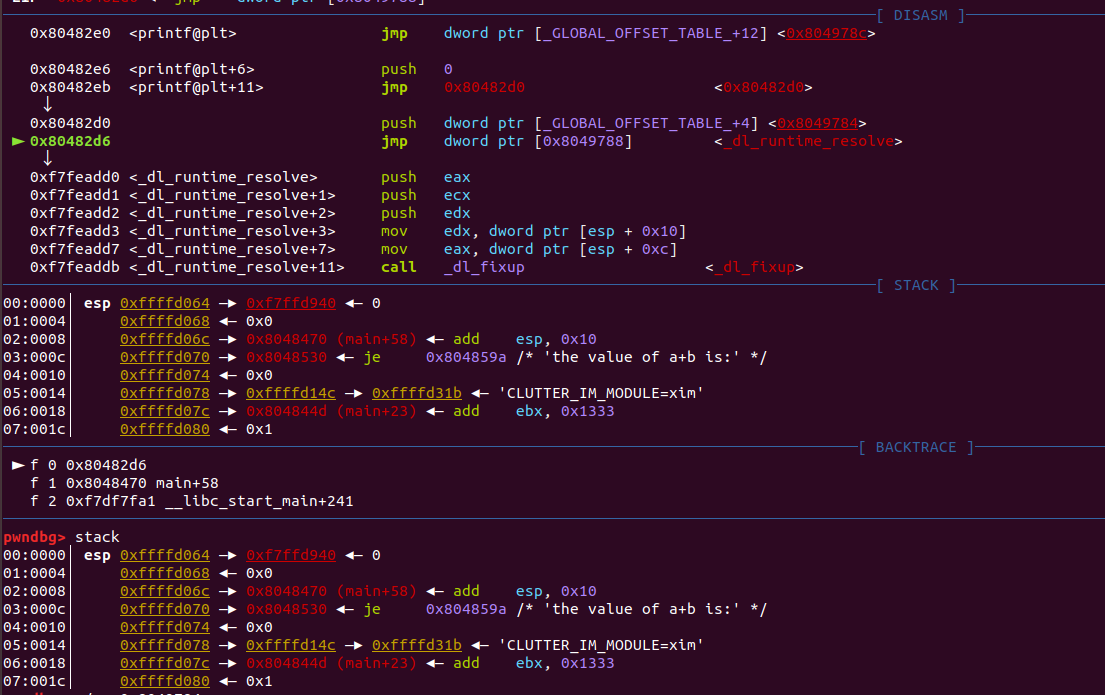 [ DISASM ]
0x80482e0 <printf@plt> jmp dword ptr [_GLOBAL_OFFSET_TABLE_+12] <0x804978c>
0x80482e6 <printf@plt+6> push 0
0x80482eb <printf@plt+11> jmp 0x80482d0 <0x80482d0>
↓
0x80482d0 push dword ptr [_GLOBAL_OFFSET_TABLE_+4] <0x8049784>
► 0x80482d6 jmp dword ptr [0x8049788] <_dl_runtime_resolve>
↓
0xf7feadd0 <_dl_runtime_resolve> push eax
0xf7feadd1 <_dl_runtime_resolve+1> push ecx
0xf7feadd2 <_dl_runtime_resolve+2> push edx
0xf7feadd3 <_dl_runtime_resolve+3> mov edx, dword ptr [esp + 0x10]
0xf7feadd7 <_dl_runtime_resolve+7> mov eax, dword ptr [esp + 0xc]
0xf7feaddb <_dl_runtime_resolve+11> call _dl_fixup <_dl_fixup>
[ STACK ]
00:0000│ esp 0xffffd064 —▸ 0xf7ffd940 ◂— 0
01:0004│ 0xffffd068 ◂— 0x0
02:0008│ 0xffffd06c —▸ 0x8048470 (main+58) ◂— add esp, 0x10
03:000c│ 0xffffd070 —▸ 0x8048530 ◂— je 0x804859a /* 'the value of a+b is:' */
04:0010│ 0xffffd074 ◂— 0x0
05:0014│ 0xffffd078 —▸ 0xffffd14c —▸ 0xffffd31b ◂— 'CLUTTER_IM_MODULE=xim'
06:0018│ 0xffffd07c —▸ 0x804844d (main+23) ◂— add ebx, 0x1333
07:001c│ 0xffffd080 ◂— 0x1
[ BACKTRACE ]
► f 0 0x80482d6
f 1 0x8048470 main+58
f 2 0xf7df7fa1 __libc_start_main+241
pwndbg> stack
00:0000│ esp 0xffffd064 —▸ 0xf7ffd940 ◂— 0
01:0004│ 0xffffd068 ◂— 0x0
02:0008│ 0xffffd06c —▸ 0x8048470 (main+58) ◂— add esp, 0x10
03:000c│ 0xffffd070 —▸ 0x8048530 ◂— je 0x804859a /* 'the value of a+b is:' */
04:0010│ 0xffffd074 ◂— 0x0
05:0014│ 0xffffd078 —▸ 0xffffd14c —▸ 0xffffd31b ◂— 'CLUTTER_IM_MODULE=xim'
06:0018│ 0xffffd07c —▸ 0x804844d (main+23) ◂— add ebx, 0x1333
07:001c│ 0xffffd080 ◂— 0x1